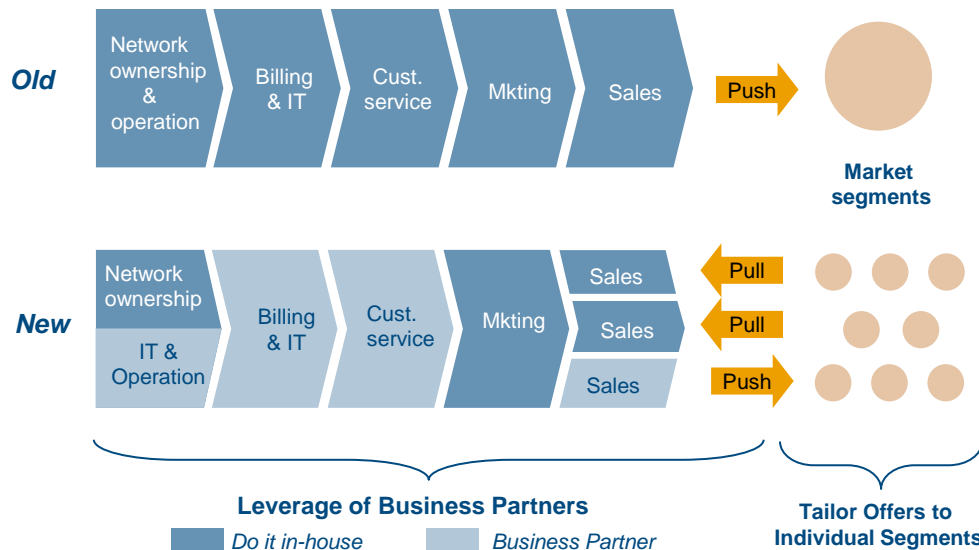 Old
Network
ownership
&
operation
Billing
& IT
Cust.
service
Mkting
Sales
Push
Market
segments
New
Network
ownership
IT &
Operation
Billing
& IT
Cust.
service
Mkting
Sales
Sales
Sales
Pull
Pull
Push
Leverage of Business Partners
Do it in-house
Business Partner
Tailor Offers to
Individual Segments